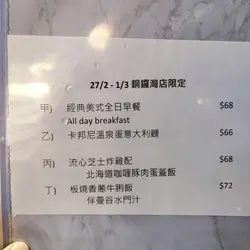 27/2 - 1/3 銅鑼灣店限定
甲) 經典美式全日早餐 $68
All day breakfast
乙) 卡邦尼溫泉蛋意大利麵 $66
丙) 流心芝士炸雞配 $68
北海道咖喱豚肉蛋蓋飯
丁) 板燒香蔥牛脷飯 $72
伴曼谷水門汁